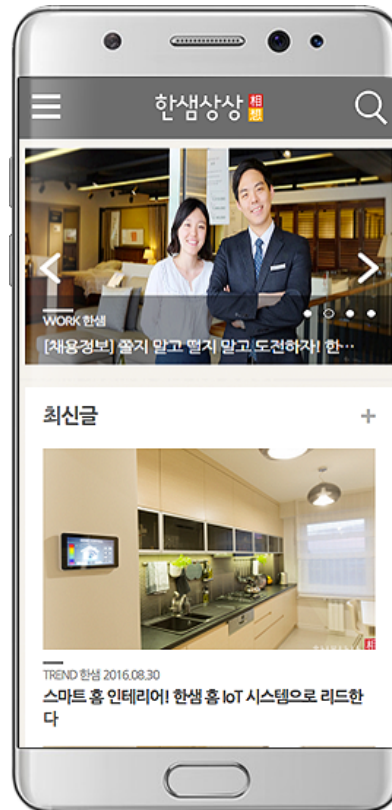 한샘상상 相想
WORK 한샘
[채용정보] 쫄지 말고 떨지 말고 도전하자! 한…
최신글
TREND 한샘 2016.08.30
스마트 홈 인테리어! 한샘 홈 IoT 시스템으로 리드한
다